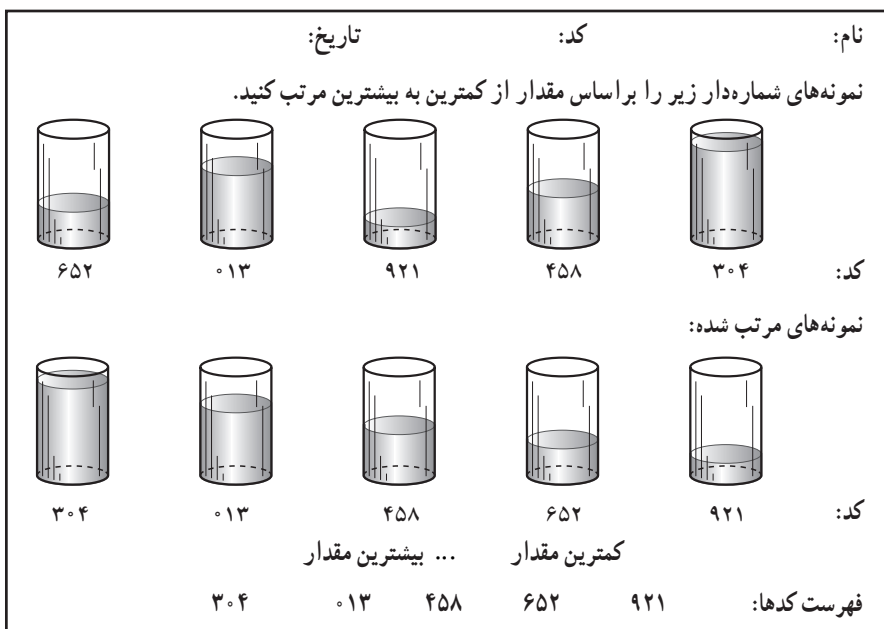 نام: کد: تاریخ:
نمونه‌های شماره‌دار زیر را براساس مقدار از کمترین به بیشترین مرتب کنید.
کد: ۳۰۴ ۴۵۸ ۹۲۱ ۰۱۳ ۶۵۲
نمونه‌های مرتب شده:
کد: ۹۲۱ ۶۵۲ ۴۵۸ ۰۱۳ ۳۰۴
کمترین مقدار ... بیشترین مقدار
فهرست کدها: ۹۲۱ ۶۵۲ ۴۵۸ ۰۱۳ ۳۰۴